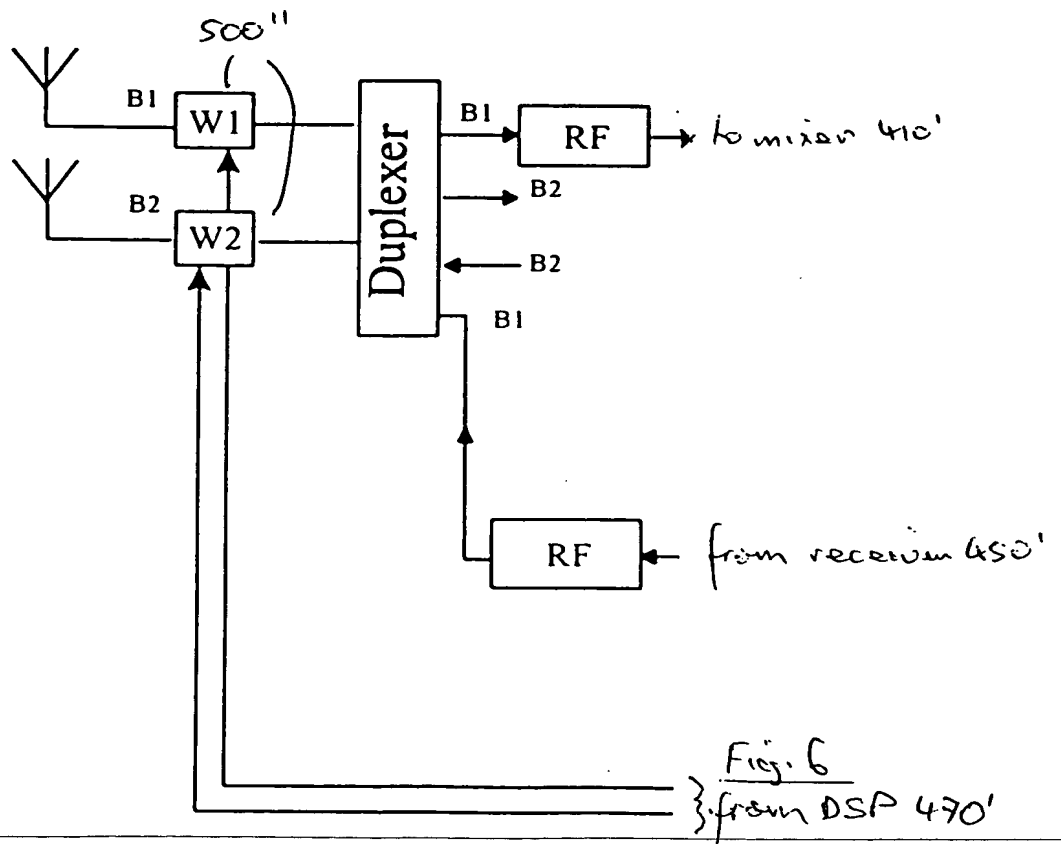 500"
B1
W1
B1
RF
to mixer 410'
B2
W2
B2
Duplexer
B2
B1
RF
from receiver 450'
Fig. 6
from DSP 470'